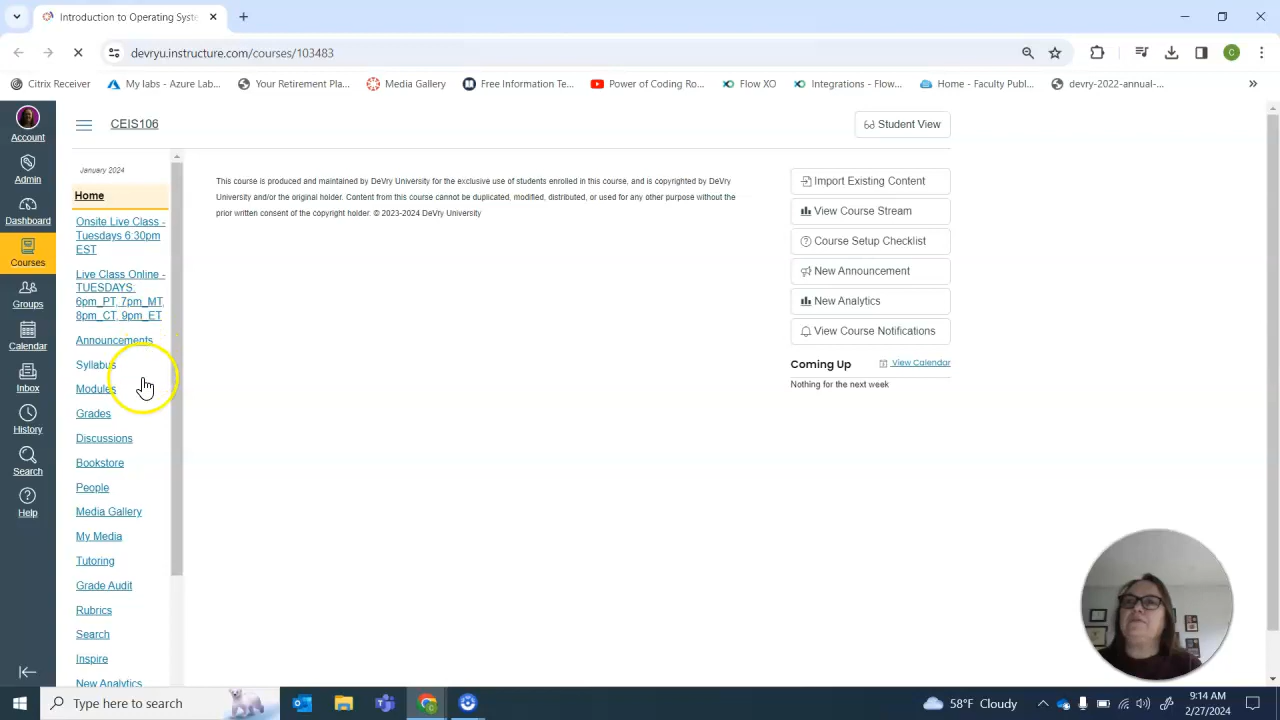 Introduction Operating Syste
devryu.instructure.com/courses/103483
C
Citrix Receiver
My labs - Azure Lab...
Your Retirement Pla...
Media Gallery
Free Information Te...
Power of Coding Ro...
Flow XO
Integrations - Flow...
Home - Faculty Publ...
devry-2022-annual-...
Account
Admin
Dashboard
Courses
Groups
Calendar
Inbox
History
Search
Help
CEIS106
Student View
January 2024
Home
Onsite Live Class -
Tuesdays 6:30pm
EST
Live Class Online -
TUESDAYS:
6pm_PT, 7pm_MT,
8pm_CT, 9pm_ET
Announcements
Syllabus
Modules
Grades
Discussions
Bookstore
People
Media Gallery
My Media
Tutoring
Grade Audit
Rubrics
Search
Inspire
New Analytics
This course is produced and maintained by DeVry University for the exclusive use of students enrolled in this course, and is copyrighted by DeVry
University and/or the original holder. Content from this course cannot be duplicated, modified, distributed, or used for any other purpose without the
prior written consent of the copyright holder. © 2023-2024 DeVry University
Import Existing Content
View Course Stream
Course Setup Checklist
New Announcement
New Analytics
View Course Notifications
Coming Up
View Calendar
Nothing for the next week
Type here to search
58°F Cloudy
9:14 AM
2/27/2024